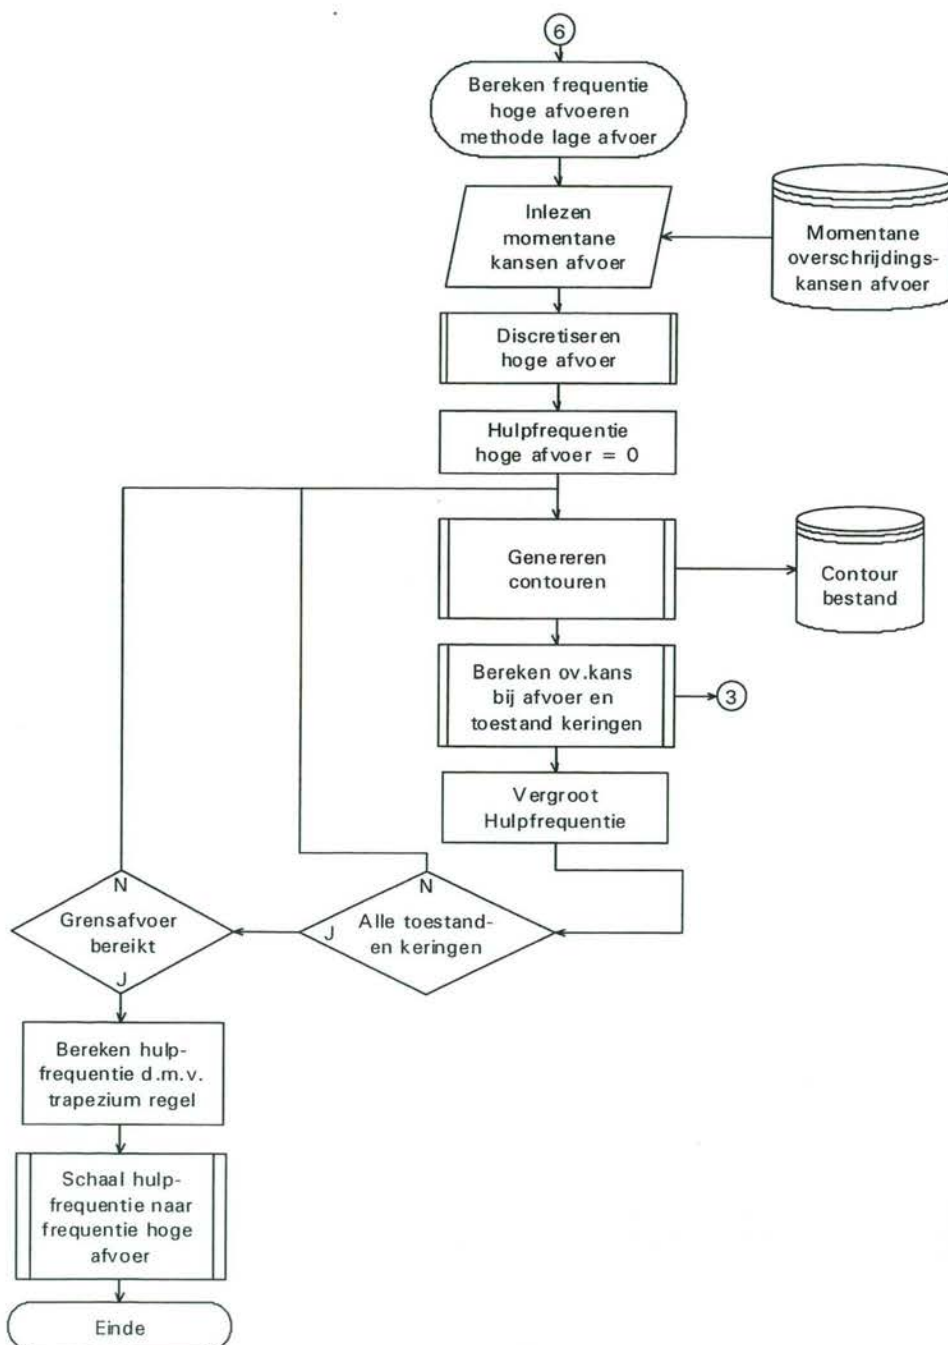 6
Bereken frequentie
hoge afvoeren
methode lage afvoer
Inlezen
momentane
kansen afvoer
Momentane
overschrijdings-
kansen afvoer
Discretiseren
hoge afvoer
Hulpfrequentie
hoge afvoer = 0
Genereren
contouren
Contour
bestand
Bereken ov.kans
bij afvoer en
toestand keringen
3
Vergroot
Hulpfrequentie
N
Alle toestand-
J
en keringen
N
Grensafvoer
bereikt
J
Bereken hulp-
frequentie d.m.v.
trapezium regel
Schaal hulp-
frequentie naar
frequentie hoge
afvoer
Einde